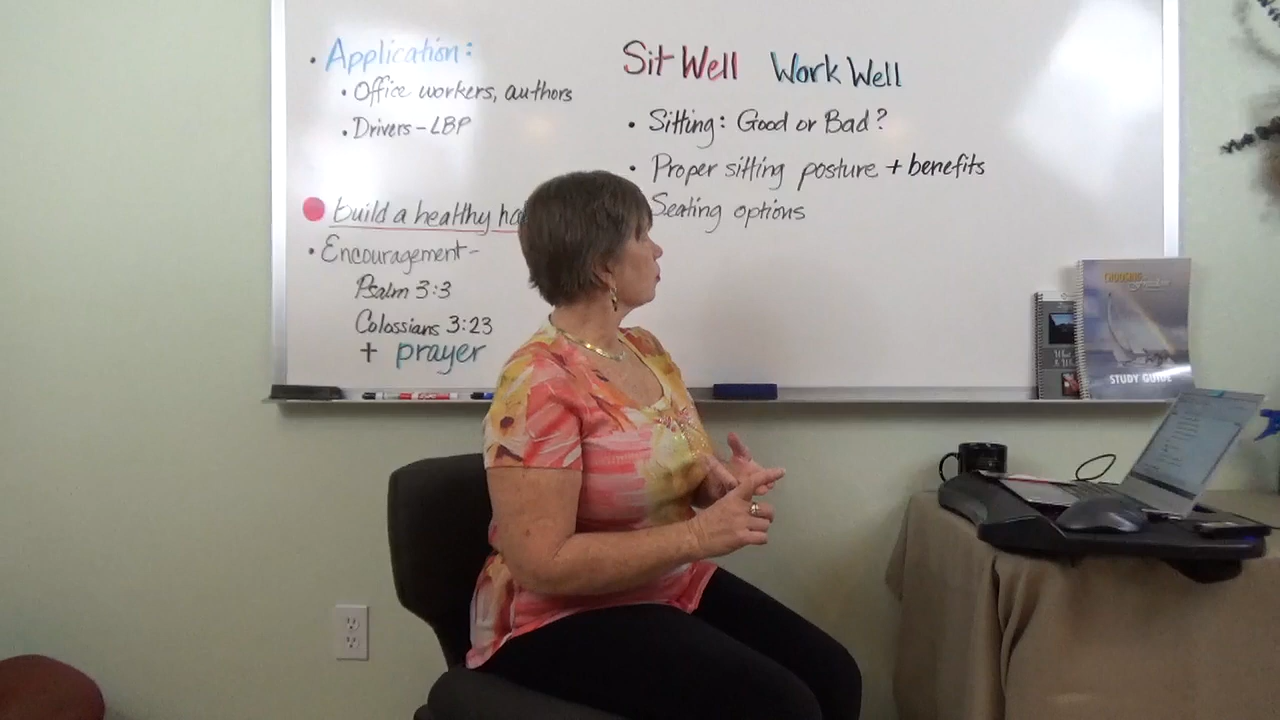 • Application:
• Office workers, authors
• Drivers - LBP
build a healthy
• Encouragement -
Psalm 3:3
Colossians 3:23
+ prayer
Sit Well Work Well
• Sitting: Good or Bad?
• Proper sitting posture + benefits
Seating options
CHOOSING
STUDY GUIDE